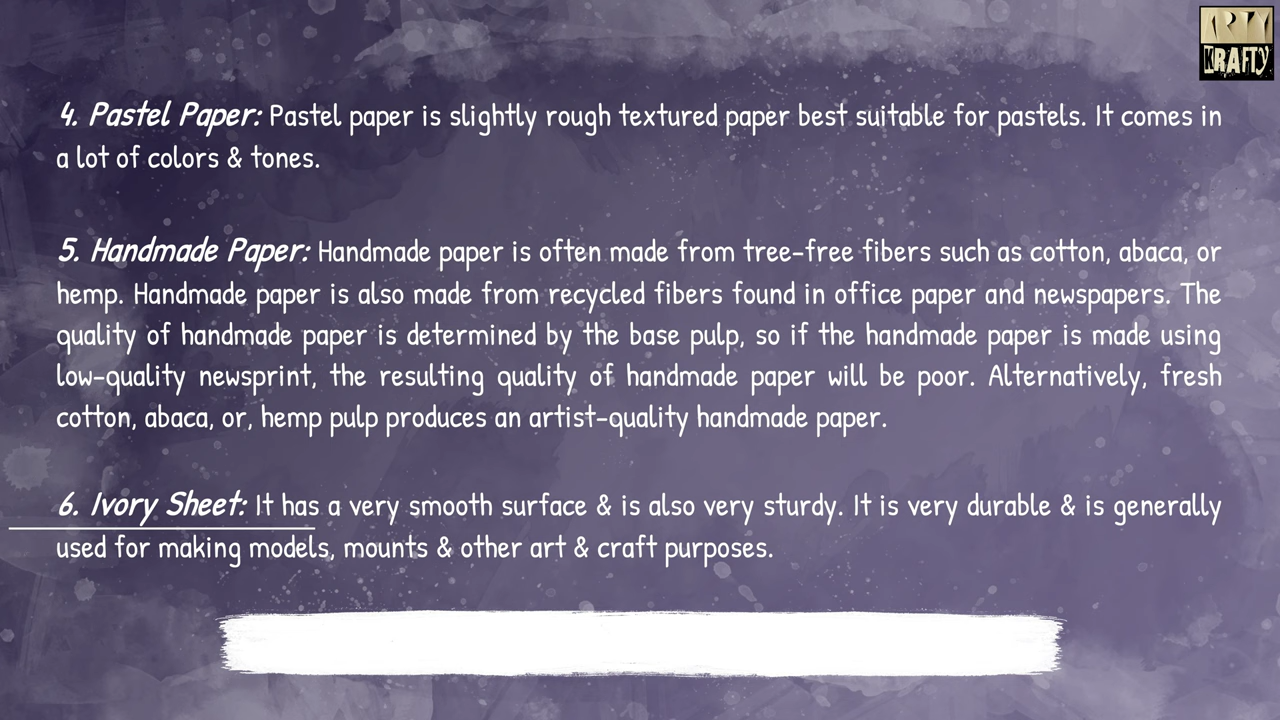 ARTY
KRAFTY
4. Pastel Paper: Pastel paper is slightly rough textured paper best suitable for pastels. It comes in
a lot of colors & tones.
5. Handmade Paper: Handmade paper is often made from tree-free fibers such as cotton, abaca, or
hemp. Handmade paper is also made from recycled fibers found in office paper and newspapers. The
quality of handmade paper is determined by the base pulp, so if the handmade paper is made using
low-quality newsprint, the resulting quality of handmade paper will be poor. Alternatively, fresh
cotton, abaca, or, hemp pulp produces an artist-quality handmade paper.
6. Ivory Sheet: It has a very smooth surface & is also very sturdy. It is very durable & is generally
used for making models, mounts & other art & craft purposes.